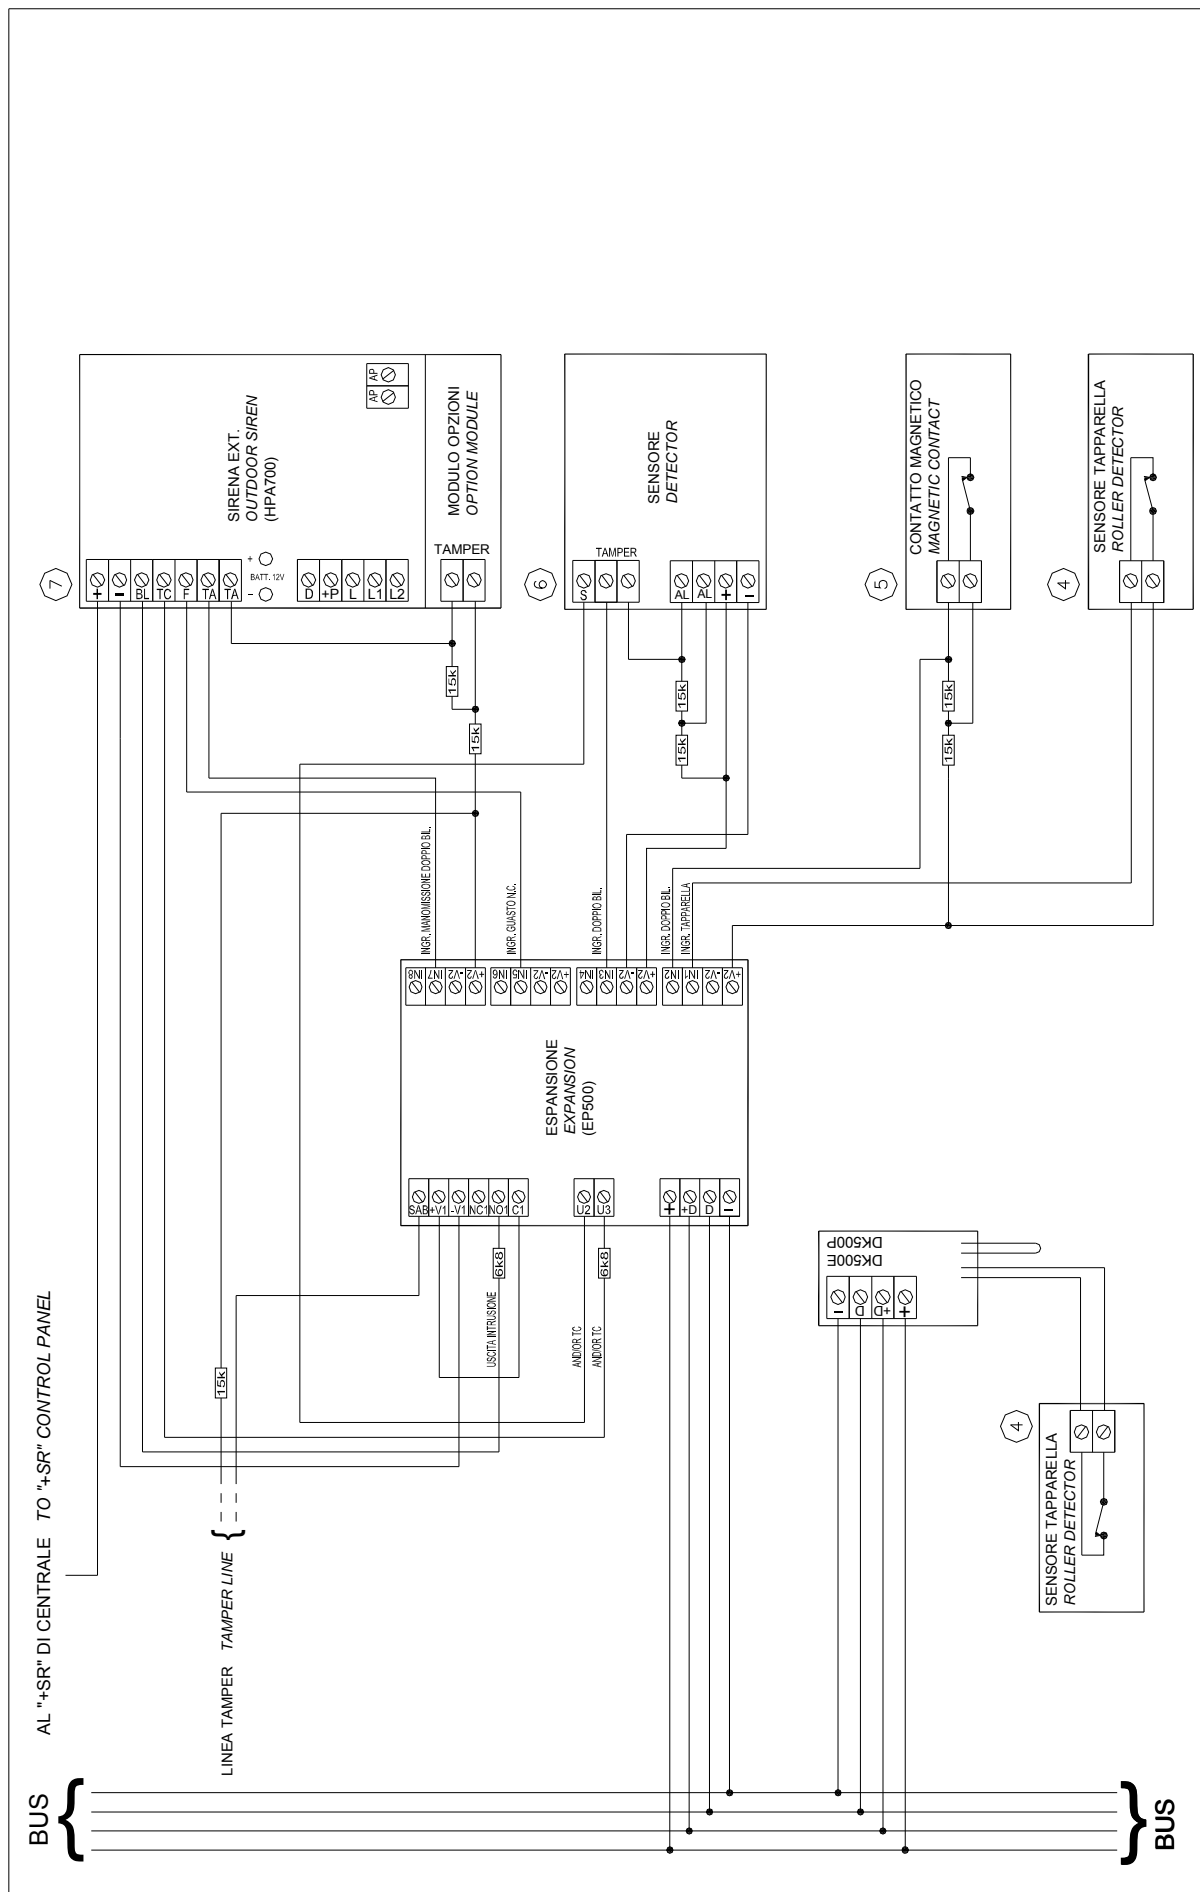 AL "+SR" DI CENTRALE TO "+SR" CONTROL PANEL
BUS
LINEA TAMPER TAMPER LINE
7
+
-
BL
TC
F
TA
TA
+
BATT. 12V
-
D
+P
L
L1
L2
SIRENA EXT.
OUTDOOR SIREN
(HPA700)
AP
AP
MODULO OPZIONI
OPTION MODULE
TAMPER
15k
15k
15k
6
SENSORE
DETECTOR
TAMPER
S
AL
AL
+
-
15k
15k
5
CONTATTO MAGNETICO
MAGNETIC CONTACT
15k
15k
4
SENSORE TAPPARELLA
ROLLER DETECTOR
INGR. MANOMISSIONE DOPPIO BIL.
INGR. GUASTO N.C.
INGR. DOPPIO BIL.
INGR. DOPPIO BIL.
INGR. TAPPARELLA
IN8
IN7
-V2
+V2
IN6
IN5
-V2
+V2
IN4
IN3
-V2
+V2
IN2
IN1
-V2
+V2
ESPANSIONE
EXPANSION
(EP500)
SAB
+V1
-V1
NC1
NO1
C1
U2
U3
+
+D
D
-
6k8
6k8
USCITA INTRUSIONE
AND\OR TC
AND\OR TC
DK500P
DK500E
-
D
+D
+
4
SENSORE TAPPARELLA
ROLLER DETECTOR
BUS